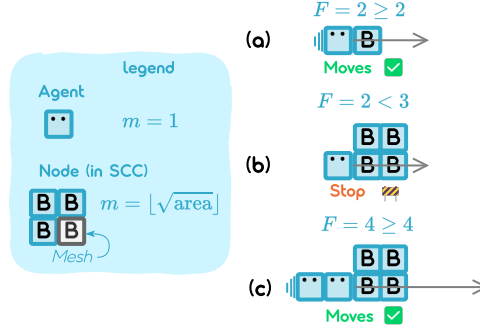 legend
Agent
m = 1
Node (in SCC)
B B
B B
m = ⌊√area⌋
Mesh
F = 2 ≥ 2
(a)
B
Moves
F = 2 < 3
(b)
B B
B B
Stop
F = 4 ≥ 4
(c)
B B
B B
Moves